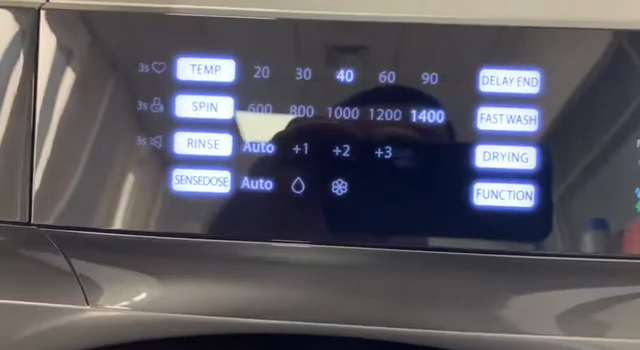 3s TEMP 20 30 40 60 90 DELAY END
3s SPIN 600 800 1000 1200 1400 FAST WASH
3s RINSE Auto +1 +2 +3 DRYING
SENSEDOSE Auto FUNCTION